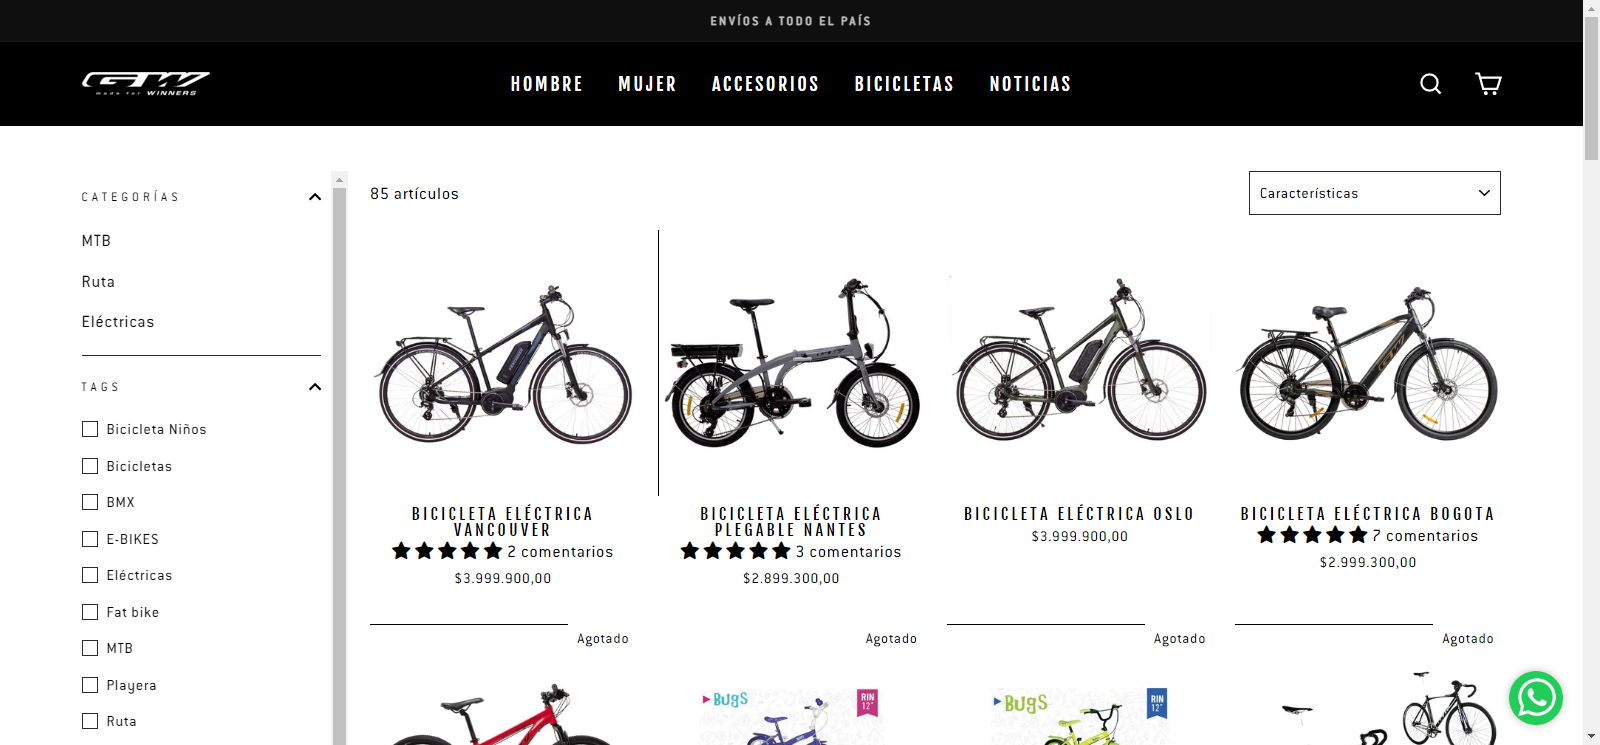 ENVÍOS A TODO EL PAÍS
GW
made for WINNERS
HOMBRE
MUJER
ACCESORIOS
BICICLETAS
NOTICIAS
CATEGORÍAS
MTB
Ruta
Eléctricas
TAGS
Bicicleta Niños
Bicicletas
BMX
E-BIKES
Eléctricas
Fat bike
MTB
Playera
Ruta
85 artículos
Características
BICICLETA ELÉCTRICA
VANCOUVER
2 comentarios
$3.999.900,00
BICICLETA ELÉCTRICA
PLEGABLE NANTES
3 comentarios
$2.899.300,00
BICICLETA ELÉCTRICA OSLO
$3.999.900,00
BICICLETA ELÉCTRICA BOGOTA
7 comentarios
$2.999.300,00
Agotado
Agotado
Agotado
Agotado
BUGS
RIN
12"
BUGS
RIN
12"